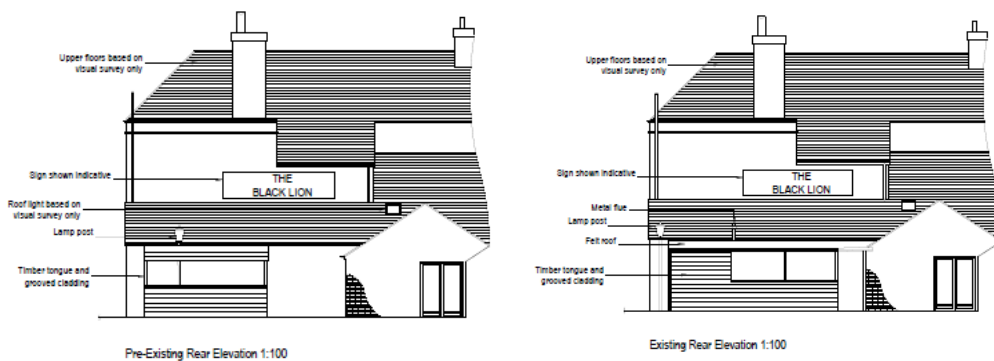 Upper floors based on
visual survey only
Sign shown indicative
THE
BLACK LION
Roof light based on
visual survey only
Lamp post
Timber tongue and
grooved cladding
Pre-Existing Rear Elevation 1:100
Upper floors based on
visual survey only
Sign shown indicative
THE
BLACK LION
Metal flue
Lamp post
Felt roof
Timber tongue and
grooved cladding
Existing Rear Elevation 1:100